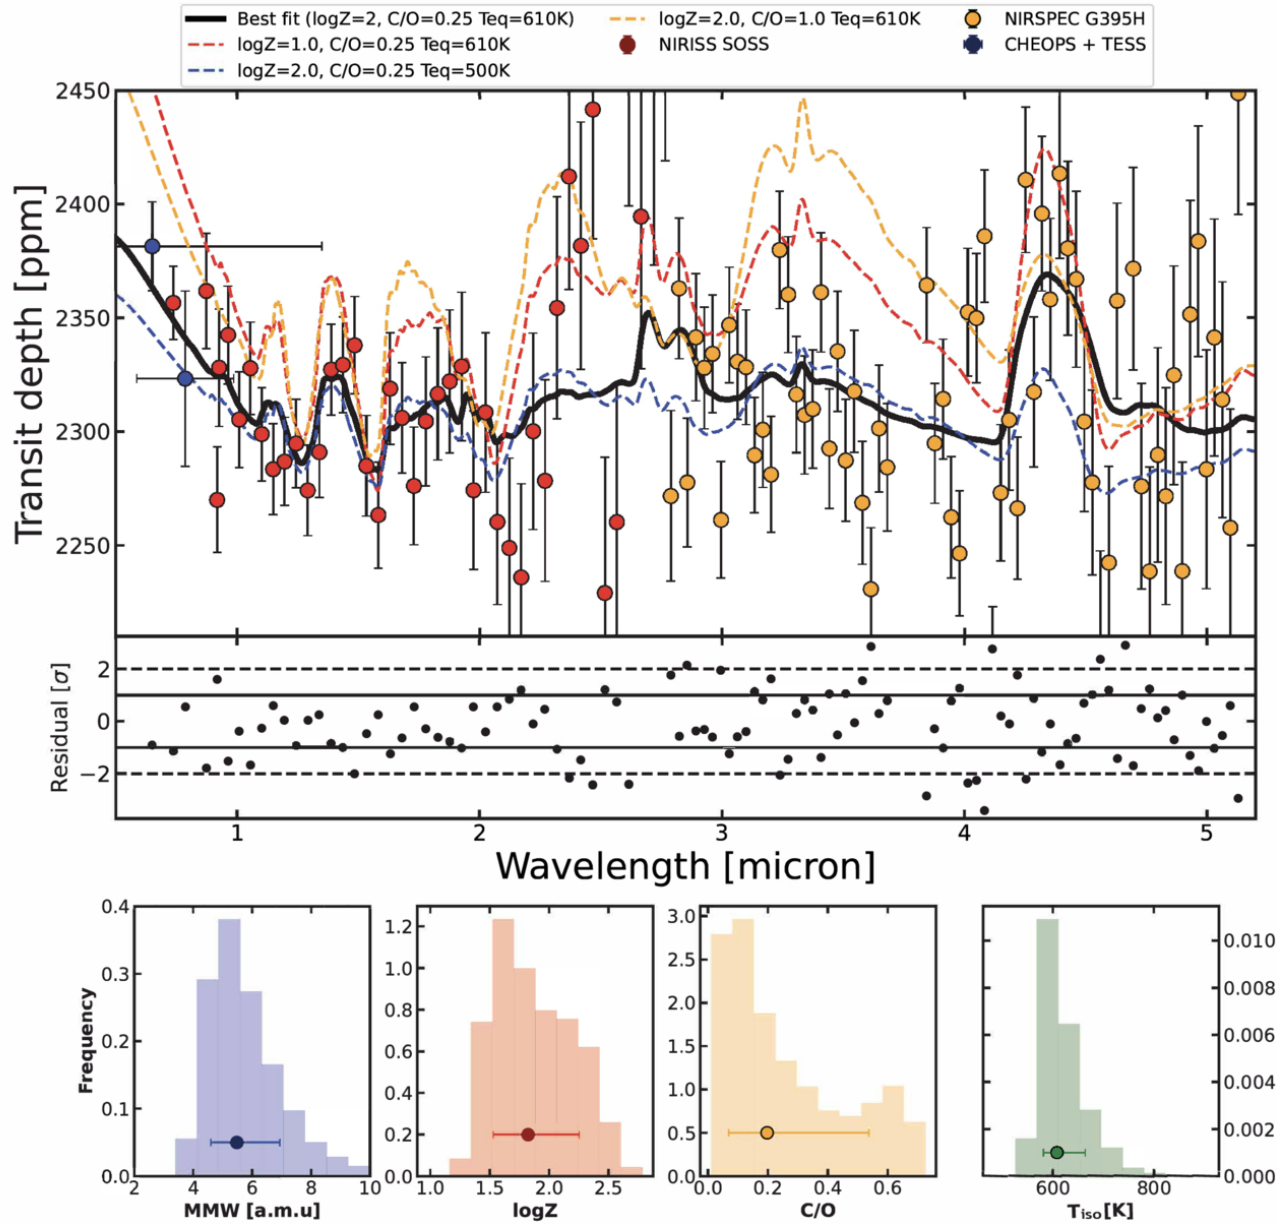 Best fit (logZ=2, C/O=0.25 Teq=610K)
logZ=1.0, C/O=0.25 Teq=610K
logZ=2.0, C/O=0.25 Teq=500K
logZ=2.0, C/O=1.0 Teq=610K
NIRISS SOSS
NIRSPEC G395H
CHEOPS + TESS
2450
2400
2350
2300
2250
Transit depth [ppm]
2
0
−2
Residual [σ]
1 2 3 4 5
Wavelength [micron]
0.4
0.3
0.2
0.1
0.0
Frequency
2 4 6 8 10
MMW [a.m.u]
1.2
1.0
0.8
0.6
0.4
0.2
0.0
1.0 1.5 2.0 2.5
logZ
3.0
2.5
2.0
1.5
1.0
0.5
0.0
0.0 0.2 0.4 0.6
C/O
0.010
0.008
0.006
0.004
0.002
0.000
600 800
Tiso[K]